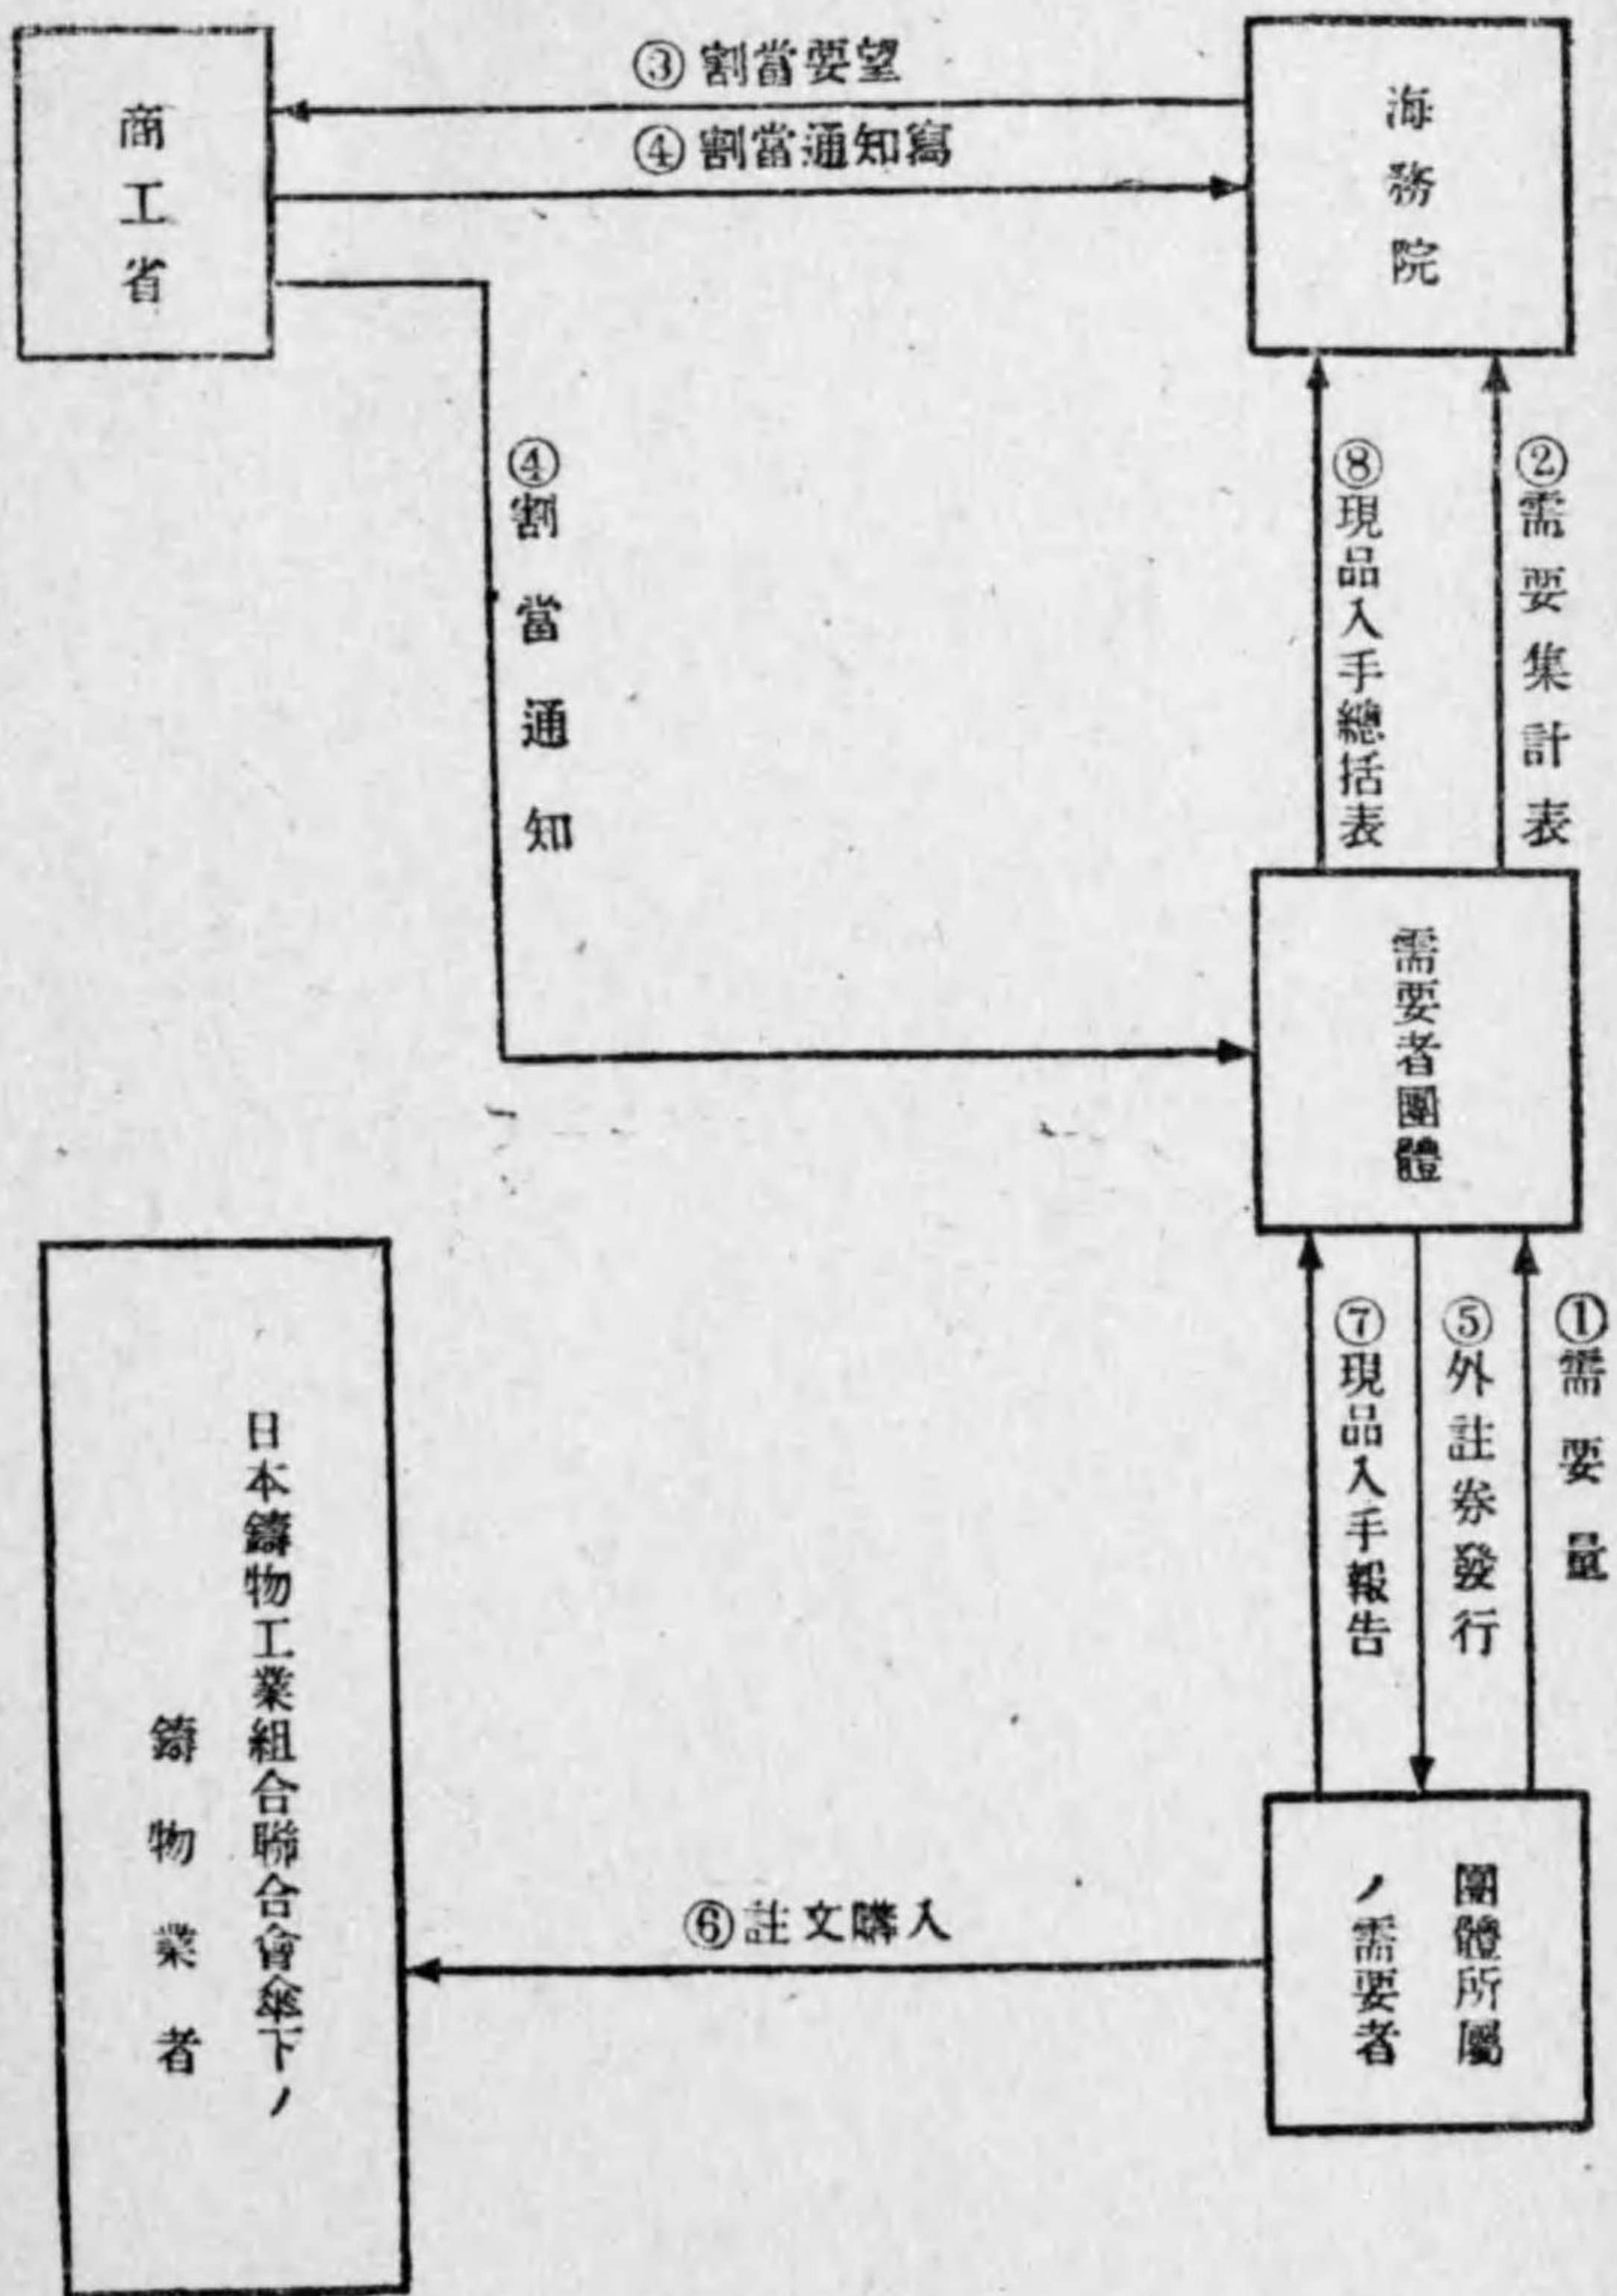 海務院
③割當要望
④割當通知寫
商工省
②需要集計表
⑧現品入手總括表
④割當通知
需要者團體
①需要量
⑤外註券發行
⑦現品入手報告
團體所屬
ノ需要者
⑥註文購入
日本鑄物工業組合聯合會傘下ノ
鑄物業者